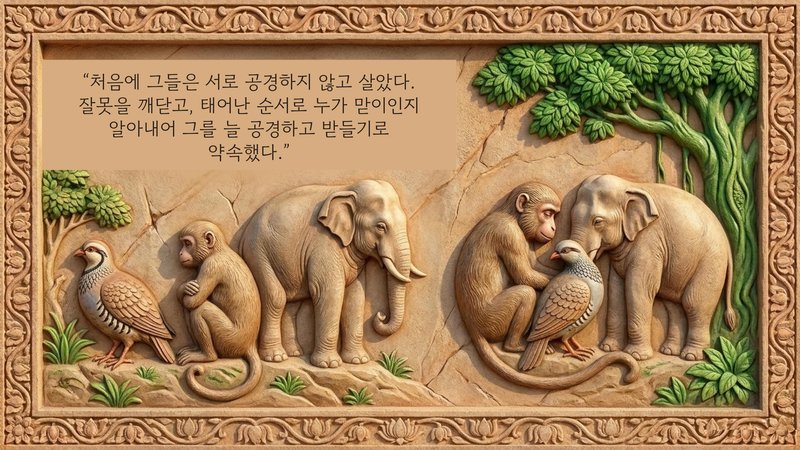 “처음에 그들은 서로 공경하지 않고 살았다.
잘못을 깨닫고, 태어난 순서로 누가 맏이인지
알아내어 그를 늘 공경하고 받들기로
약속했다.”